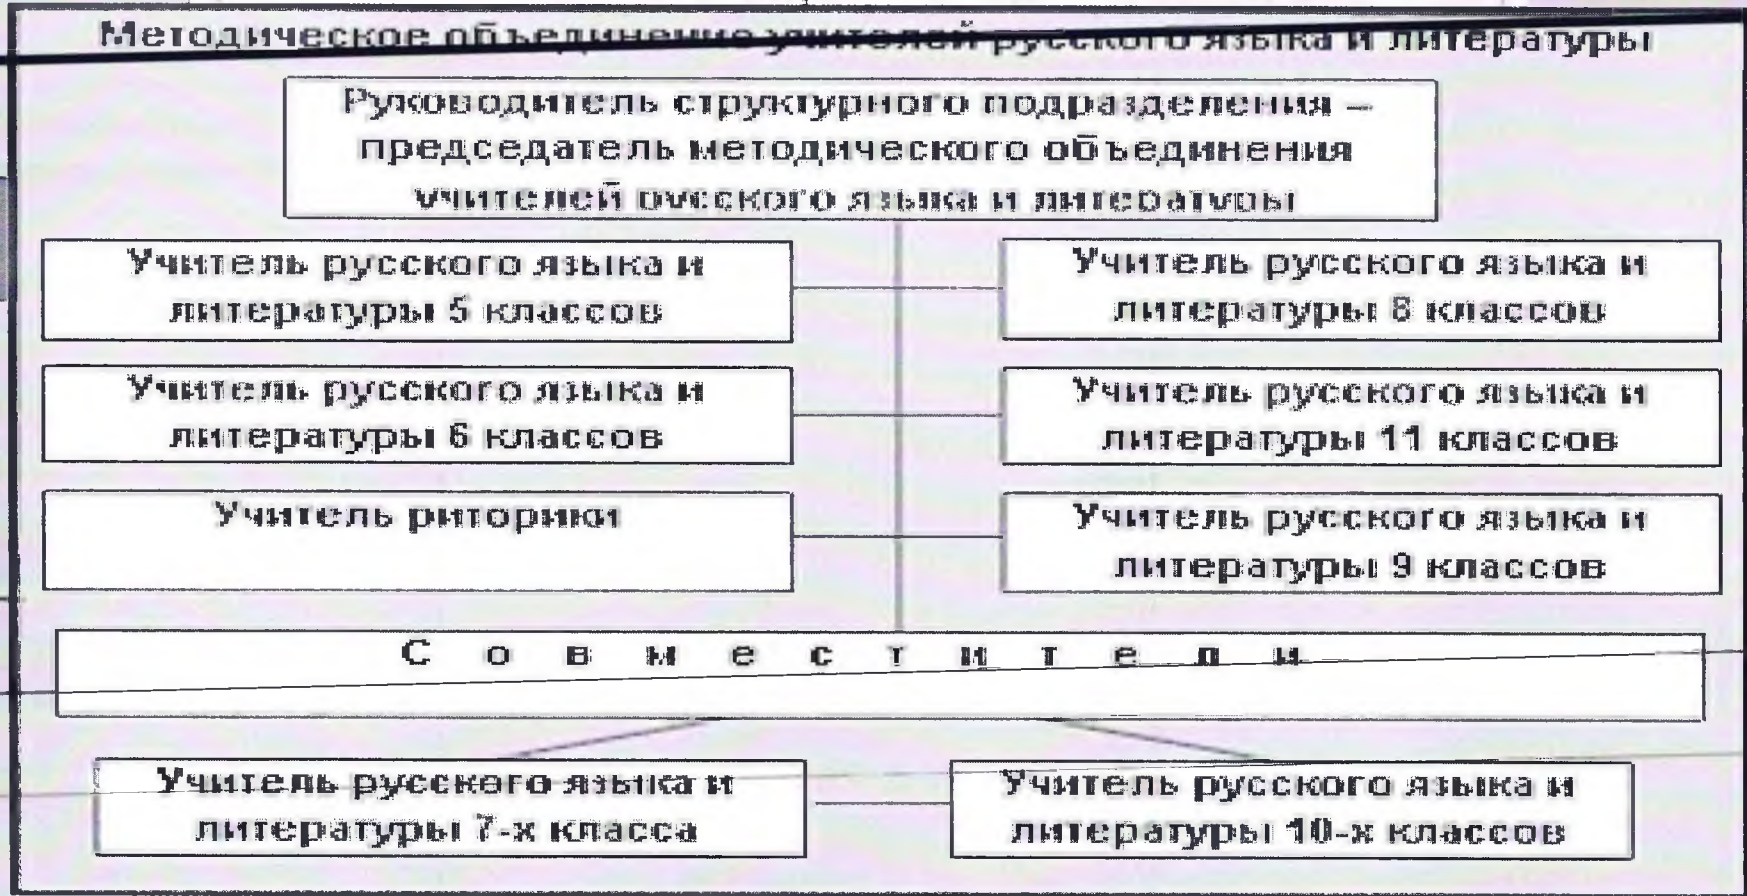 Методическое объединение учителей русского языка и литературы
Руководитель структурного подразделения –
председатель методического объединения
учителей русского языка и литературы
Учитель русского языка и
литературы 5 классов
Учитель русского языка и
литературы 8 классов
Учитель русского языка и
литературы 6 классов
Учитель русского языка и
литературы 11 классов
Учитель риторики
Учитель русского языка и
литературы 9 классов
С о в м е с т и т е л и
Учитель русского языка и
литературы 7-х класса
Учитель русского языка и
литературы 10-х классов